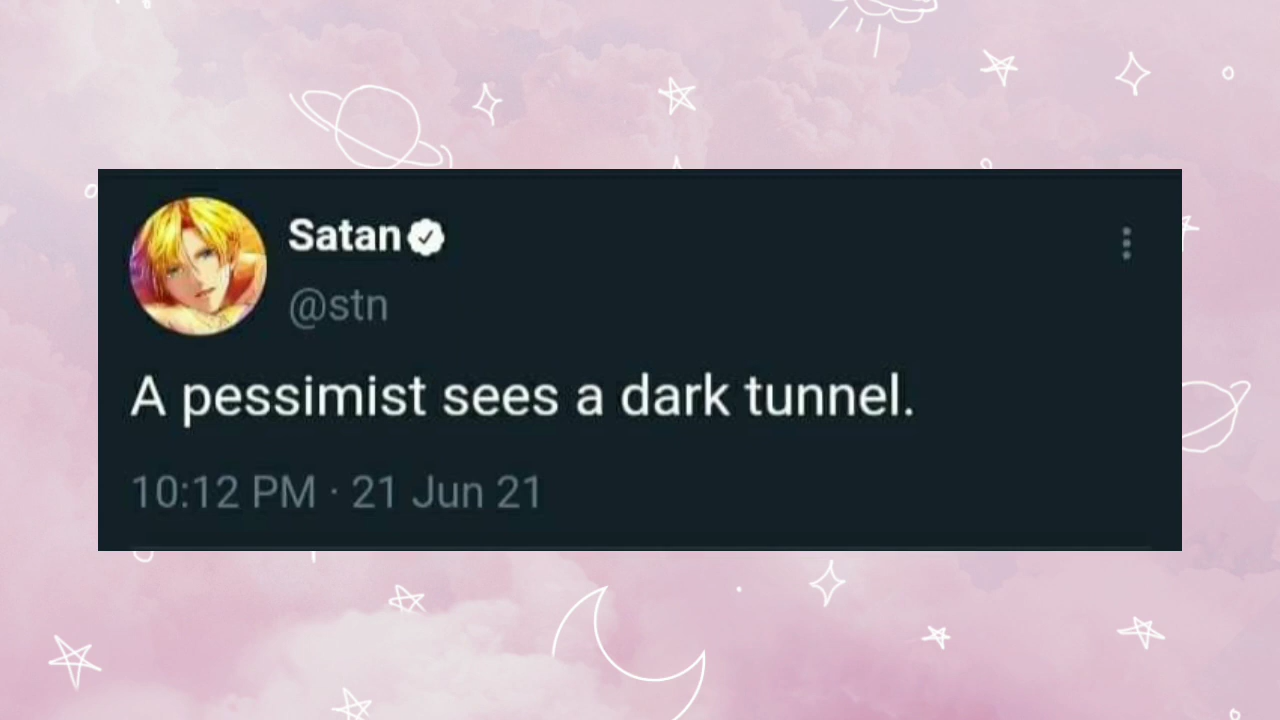 Satan
@stn
A pessimist sees a dark tunnel.
10:12 PM · 21 Jun 21